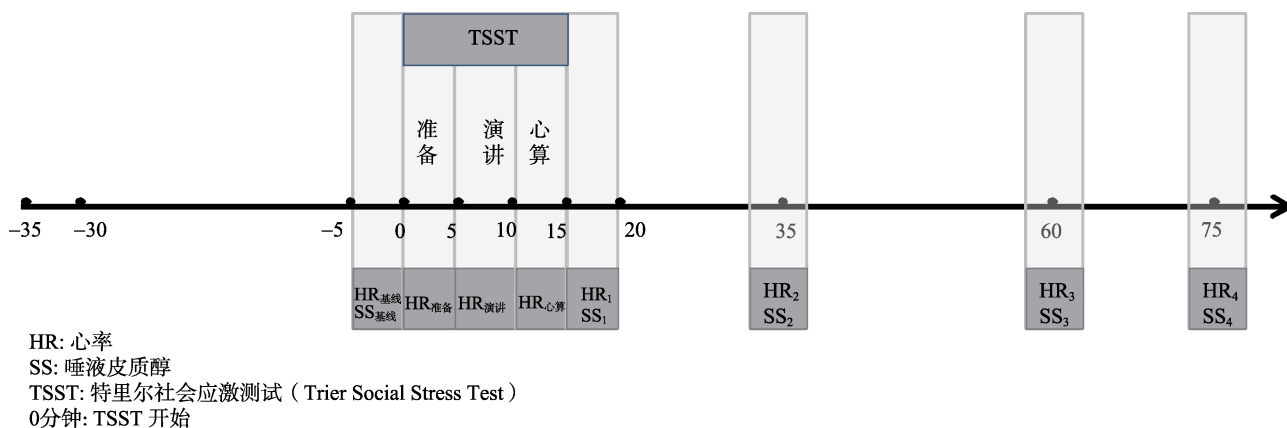 TSST
准备
演讲
心算
–35 –30 –5 0 5 10 15 20 35 60 75
HR基线 SS基线
HR准备
HR演讲
HR心算
HR1 SS1
HR2 SS2
HR3 SS3
HR4 SS4
HR: 心率
SS: 唾液皮质醇
TSST: 特里尔社会应激测试（Trier Social Stress Test）
0分钟: TSST 开始